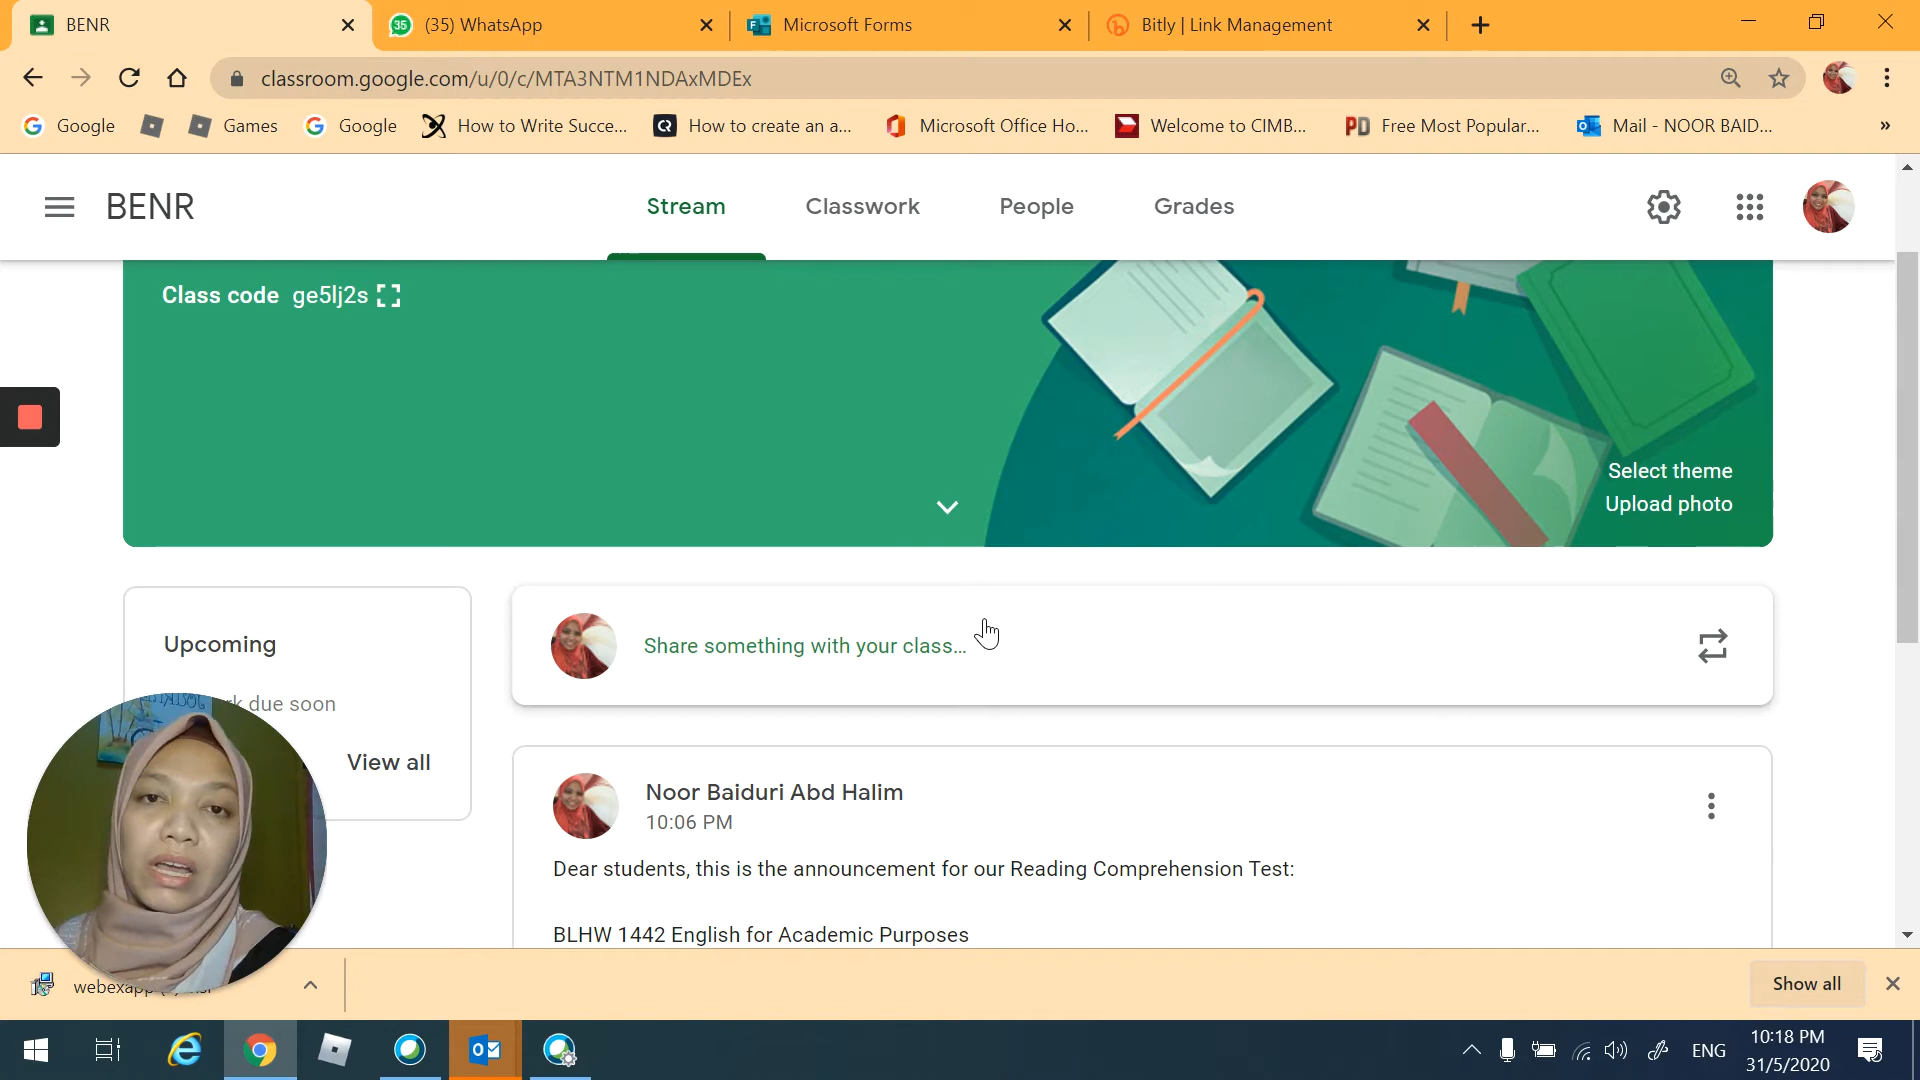 BENR
(35) WhatsApp
Microsoft Forms
Bitly | Link Management
classroom.google.com/u/0/c/MTA3NTM1NDAxMDEx
Google
Games
Google
How to Write Succe...
How to create an a...
Microsoft Office Ho...
Welcome to CIMB...
Free Most Popular...
Mail - NOOR BAID...
BENR
Stream
Classwork
People
Grades
Class code ge5lj2s
Select theme
Upload photo
Upcoming
due soon
View all
Share something with your class...
Noor Baiduri Abd Halim
10:06 PM
Dear students, this is the announcement for our Reading Comprehension Test:
BLHW 1442 English for Academic Purposes
Show all
ENG
10:18 PM
31/5/2020